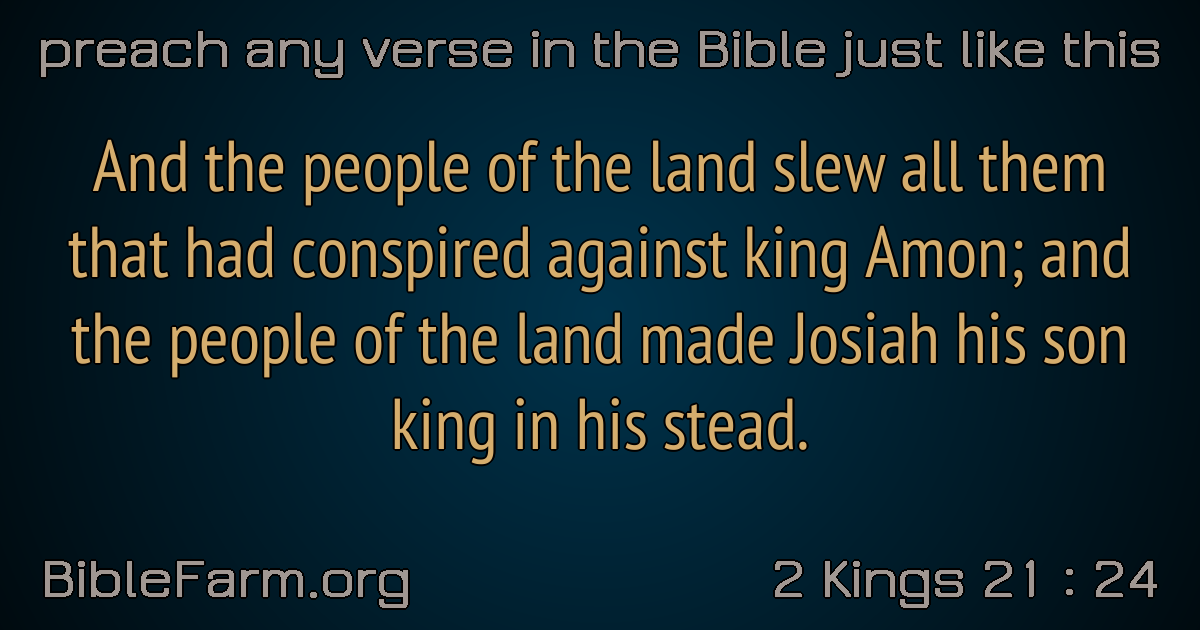 preach any verse in the Bible just like this
And the people of the land slew all them
that had conspired against king Amon; and
the people of the land made Josiah his son
king in his stead.
BibleFarm.org
2 Kings 21 : 24